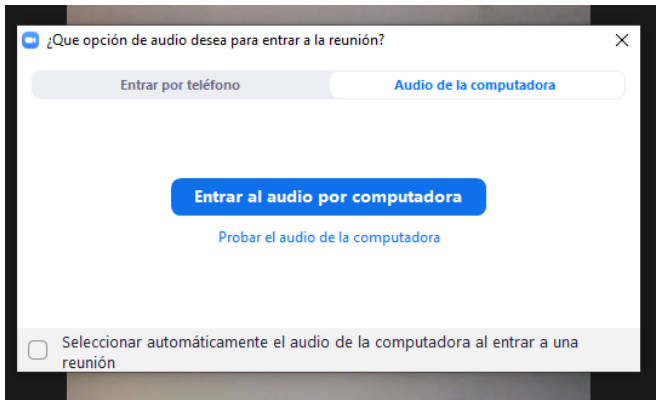 ¿Que opción de audio desea para entrar a la reunión?
Entrar por teléfono
Audio de la computadora
Entrar al audio por computadora
Probar el audio de la computadora
Seleccionar automáticamente el audio de la computadora al entrar a una
reunión